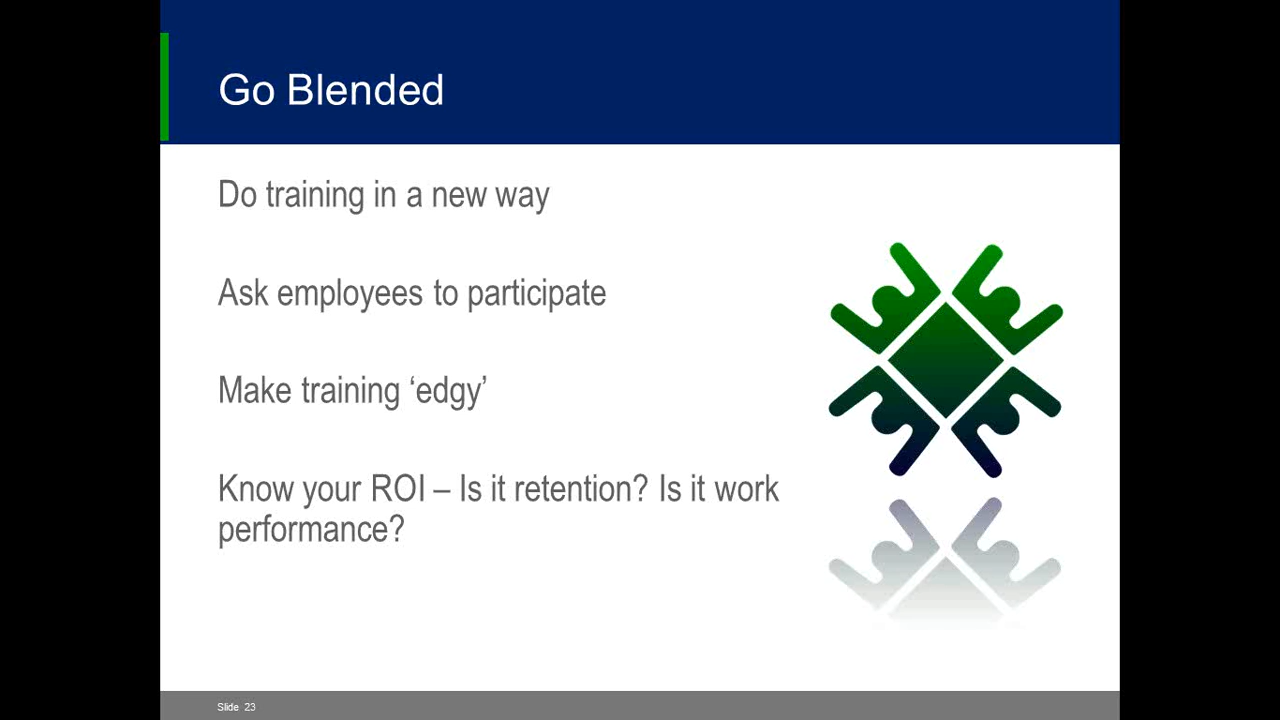 Go Blended
Do training in a new way
Ask employees to participate
Make training ‘edgy’
Know your ROI – Is it retention? Is it work
performance?
Slide 23